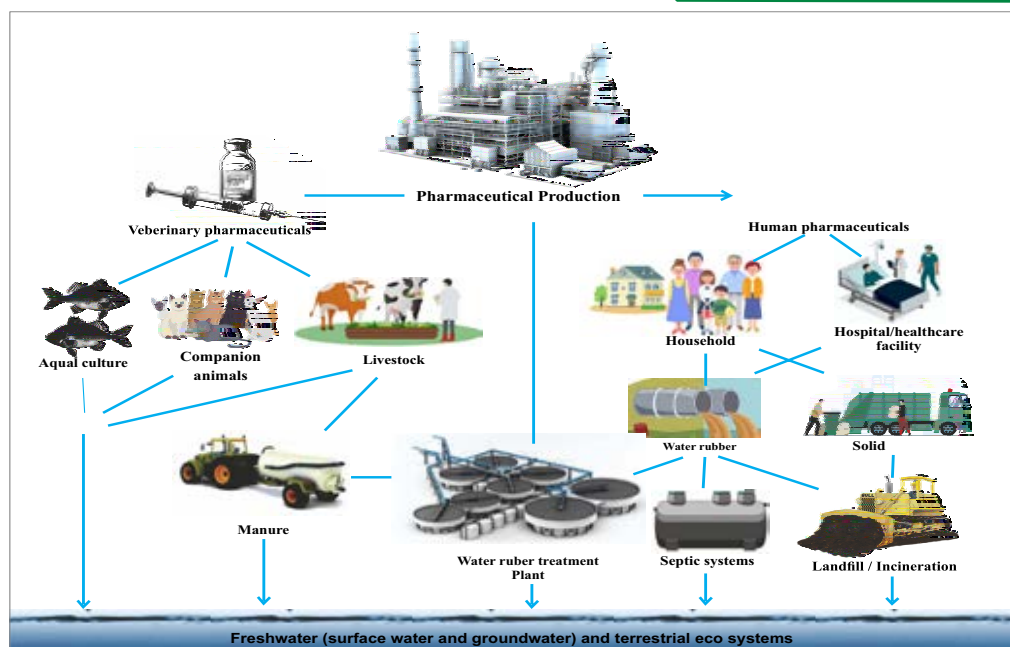 Pharmaceutical Production
Veberinary pharmaceuticals
Human pharmaceuticals
Aqual culture
Companion
animals
Livestock
Household
Hospital/healthcare
facility
Water rubber
Solid
Manure
Water ruber treatment
Plant
Septic systems
Landfill / Incineration
Freshwater (surface water and groundwater) and terrestrial eco systems